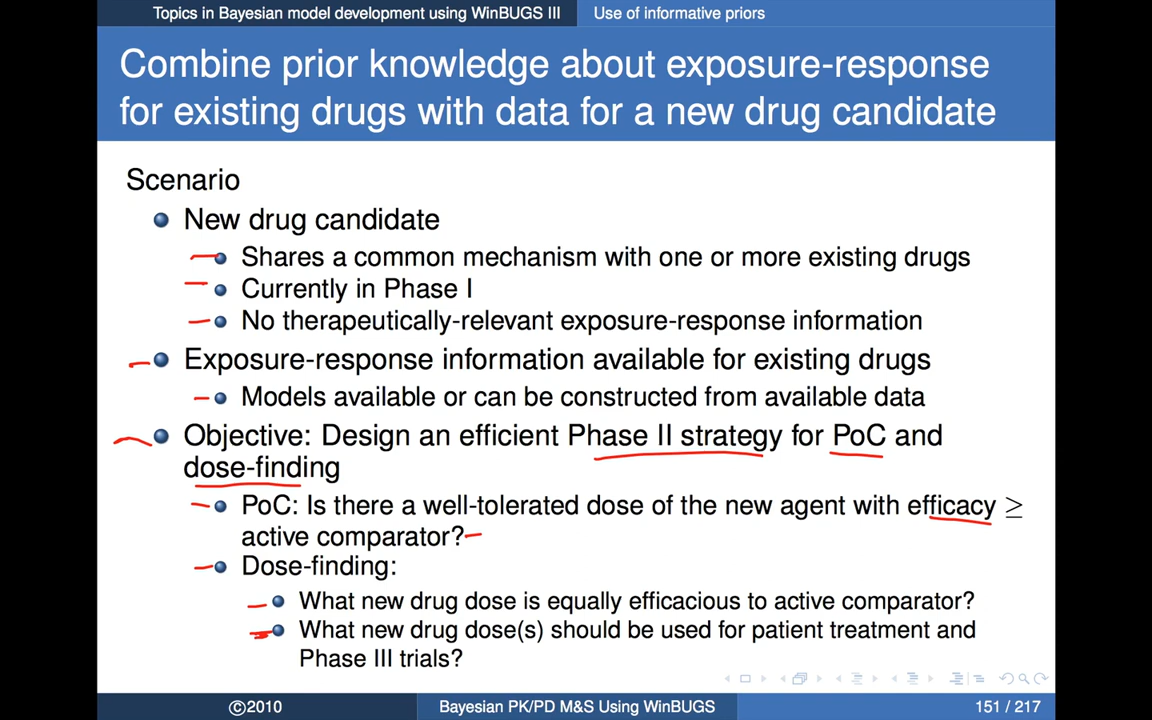 Topics in Bayesian model development using WinBUGS III Use of informative priors
Combine prior knowledge about exposure-response
for existing drugs with data for a new drug candidate
Scenario
New drug candidate
Shares a common mechanism with one or more existing drugs
Currently in Phase I
No therapeutically-relevant exposure-response information
Exposure-response information available for existing drugs
Models available or can be constructed from available data
Objective: Design an efficient Phase II strategy for PoC and
dose-finding
PoC: Is there a well-tolerated dose of the new agent with efficacy ≥
active comparator?
Dose-finding:
What new drug dose is equally efficacious to active comparator?
What new drug dose(s) should be used for patient treatment and
Phase III trials?
©2010 Bayesian PK/PD M&S Using WinBUGS 151 / 217